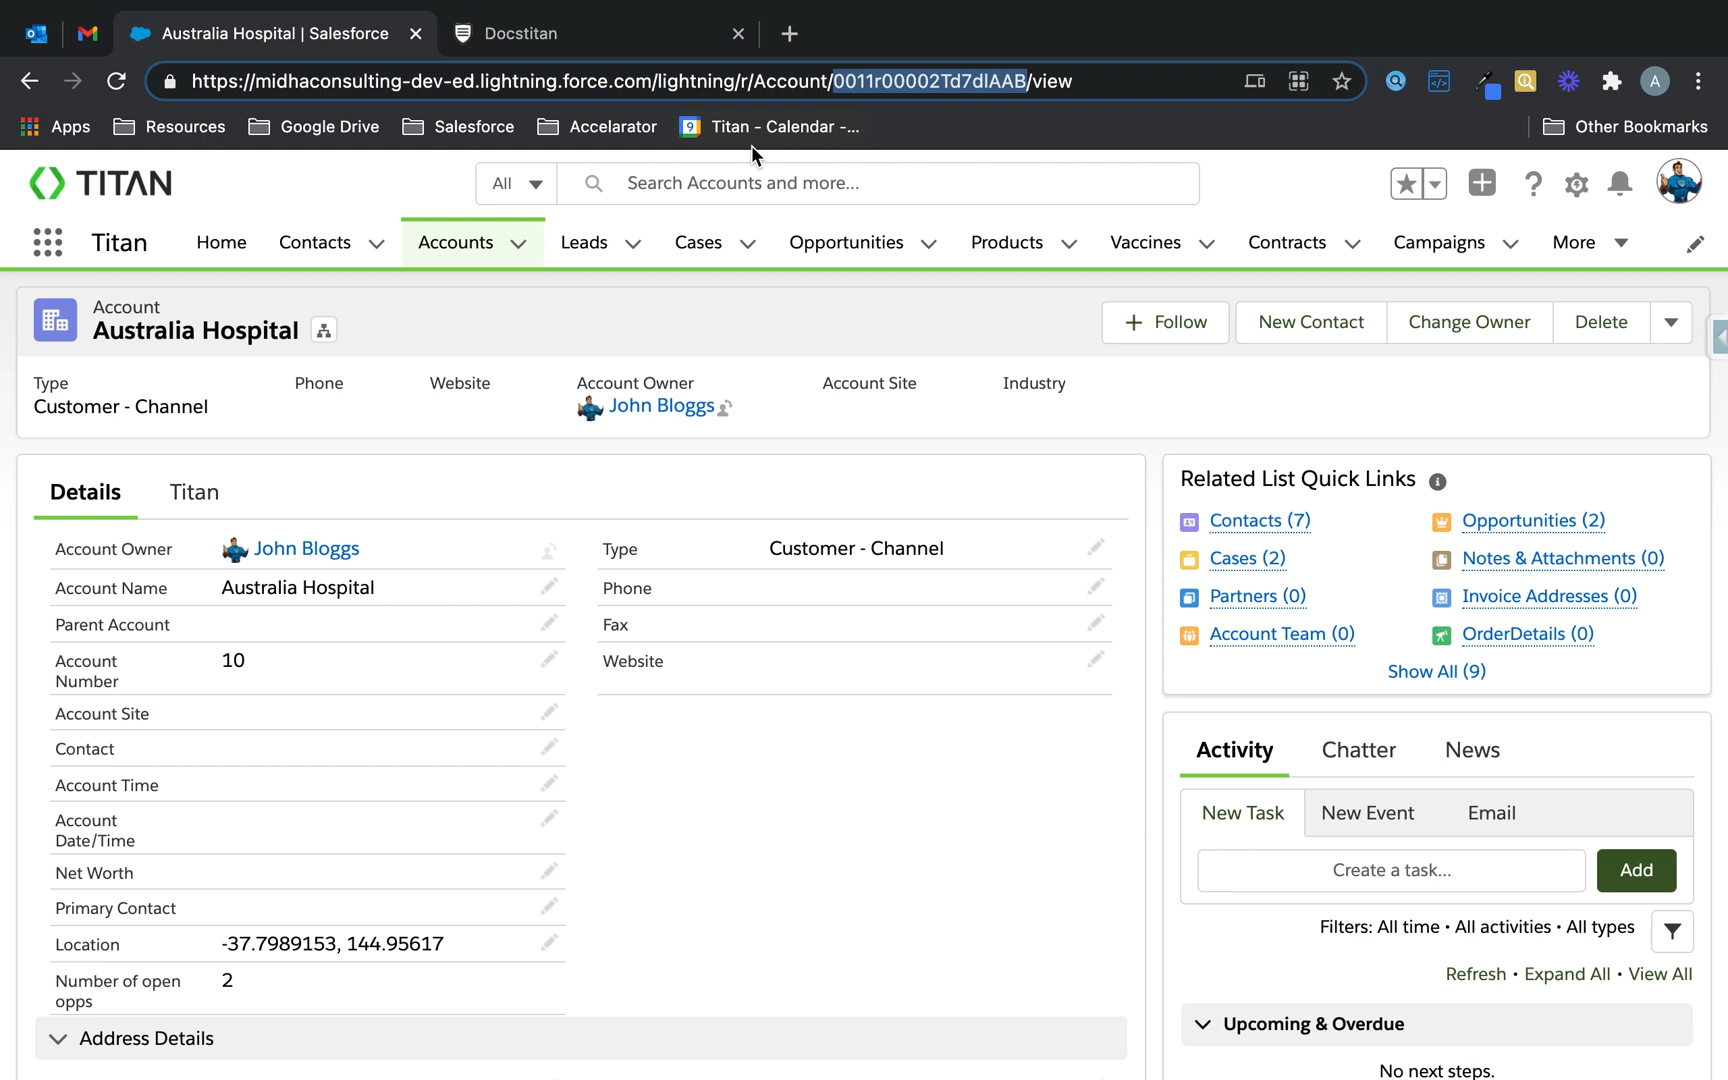 Australia Hospital | Salesforce
Docstitan
https://midhaconsulting-dev-ed.lightning.force.com/lightning/r/Account/0011r00002Td7dIAAB/view
A
Apps
Resources
Google Drive
Salesforce
Accelarator
9
Titan - Calendar -...
Other Bookmarks
TITAN
All
Search Accounts and more...
Titan
Home
Contacts
Accounts
Leads
Cases
Opportunities
Products
Vaccines
Contracts
Campaigns
More
Account
Australia Hospital
Follow
New Contact
Change Owner
Delete
Type
Customer - Channel
Phone
Website
Account Owner
John Bloggs
Account Site
Industry
Details
Titan
Account Owner
John Bloggs
Account Name
Australia Hospital
Parent Account
Account
Number
10
Account Site
Contact
Account Time
Account
Date/Time
Net Worth
Primary Contact
Location
-37.7989153, 144.95617
Number of open
opps
2
Type
Customer - Channel
Phone
Fax
Website
Address Details
Related List Quick Links
Contacts (7)
Opportunities (2)
Cases (2)
Notes & Attachments (0)
Partners (0)
Invoice Addresses (0)
Account Team (0)
OrderDetails (0)
Show All (9)
Activity
Chatter
News
New Task
New Event
Email
Create a task...
Add
Filters: All time • All activities • All types
Refresh • Expand All • View All
Upcoming & Overdue
No next steps.